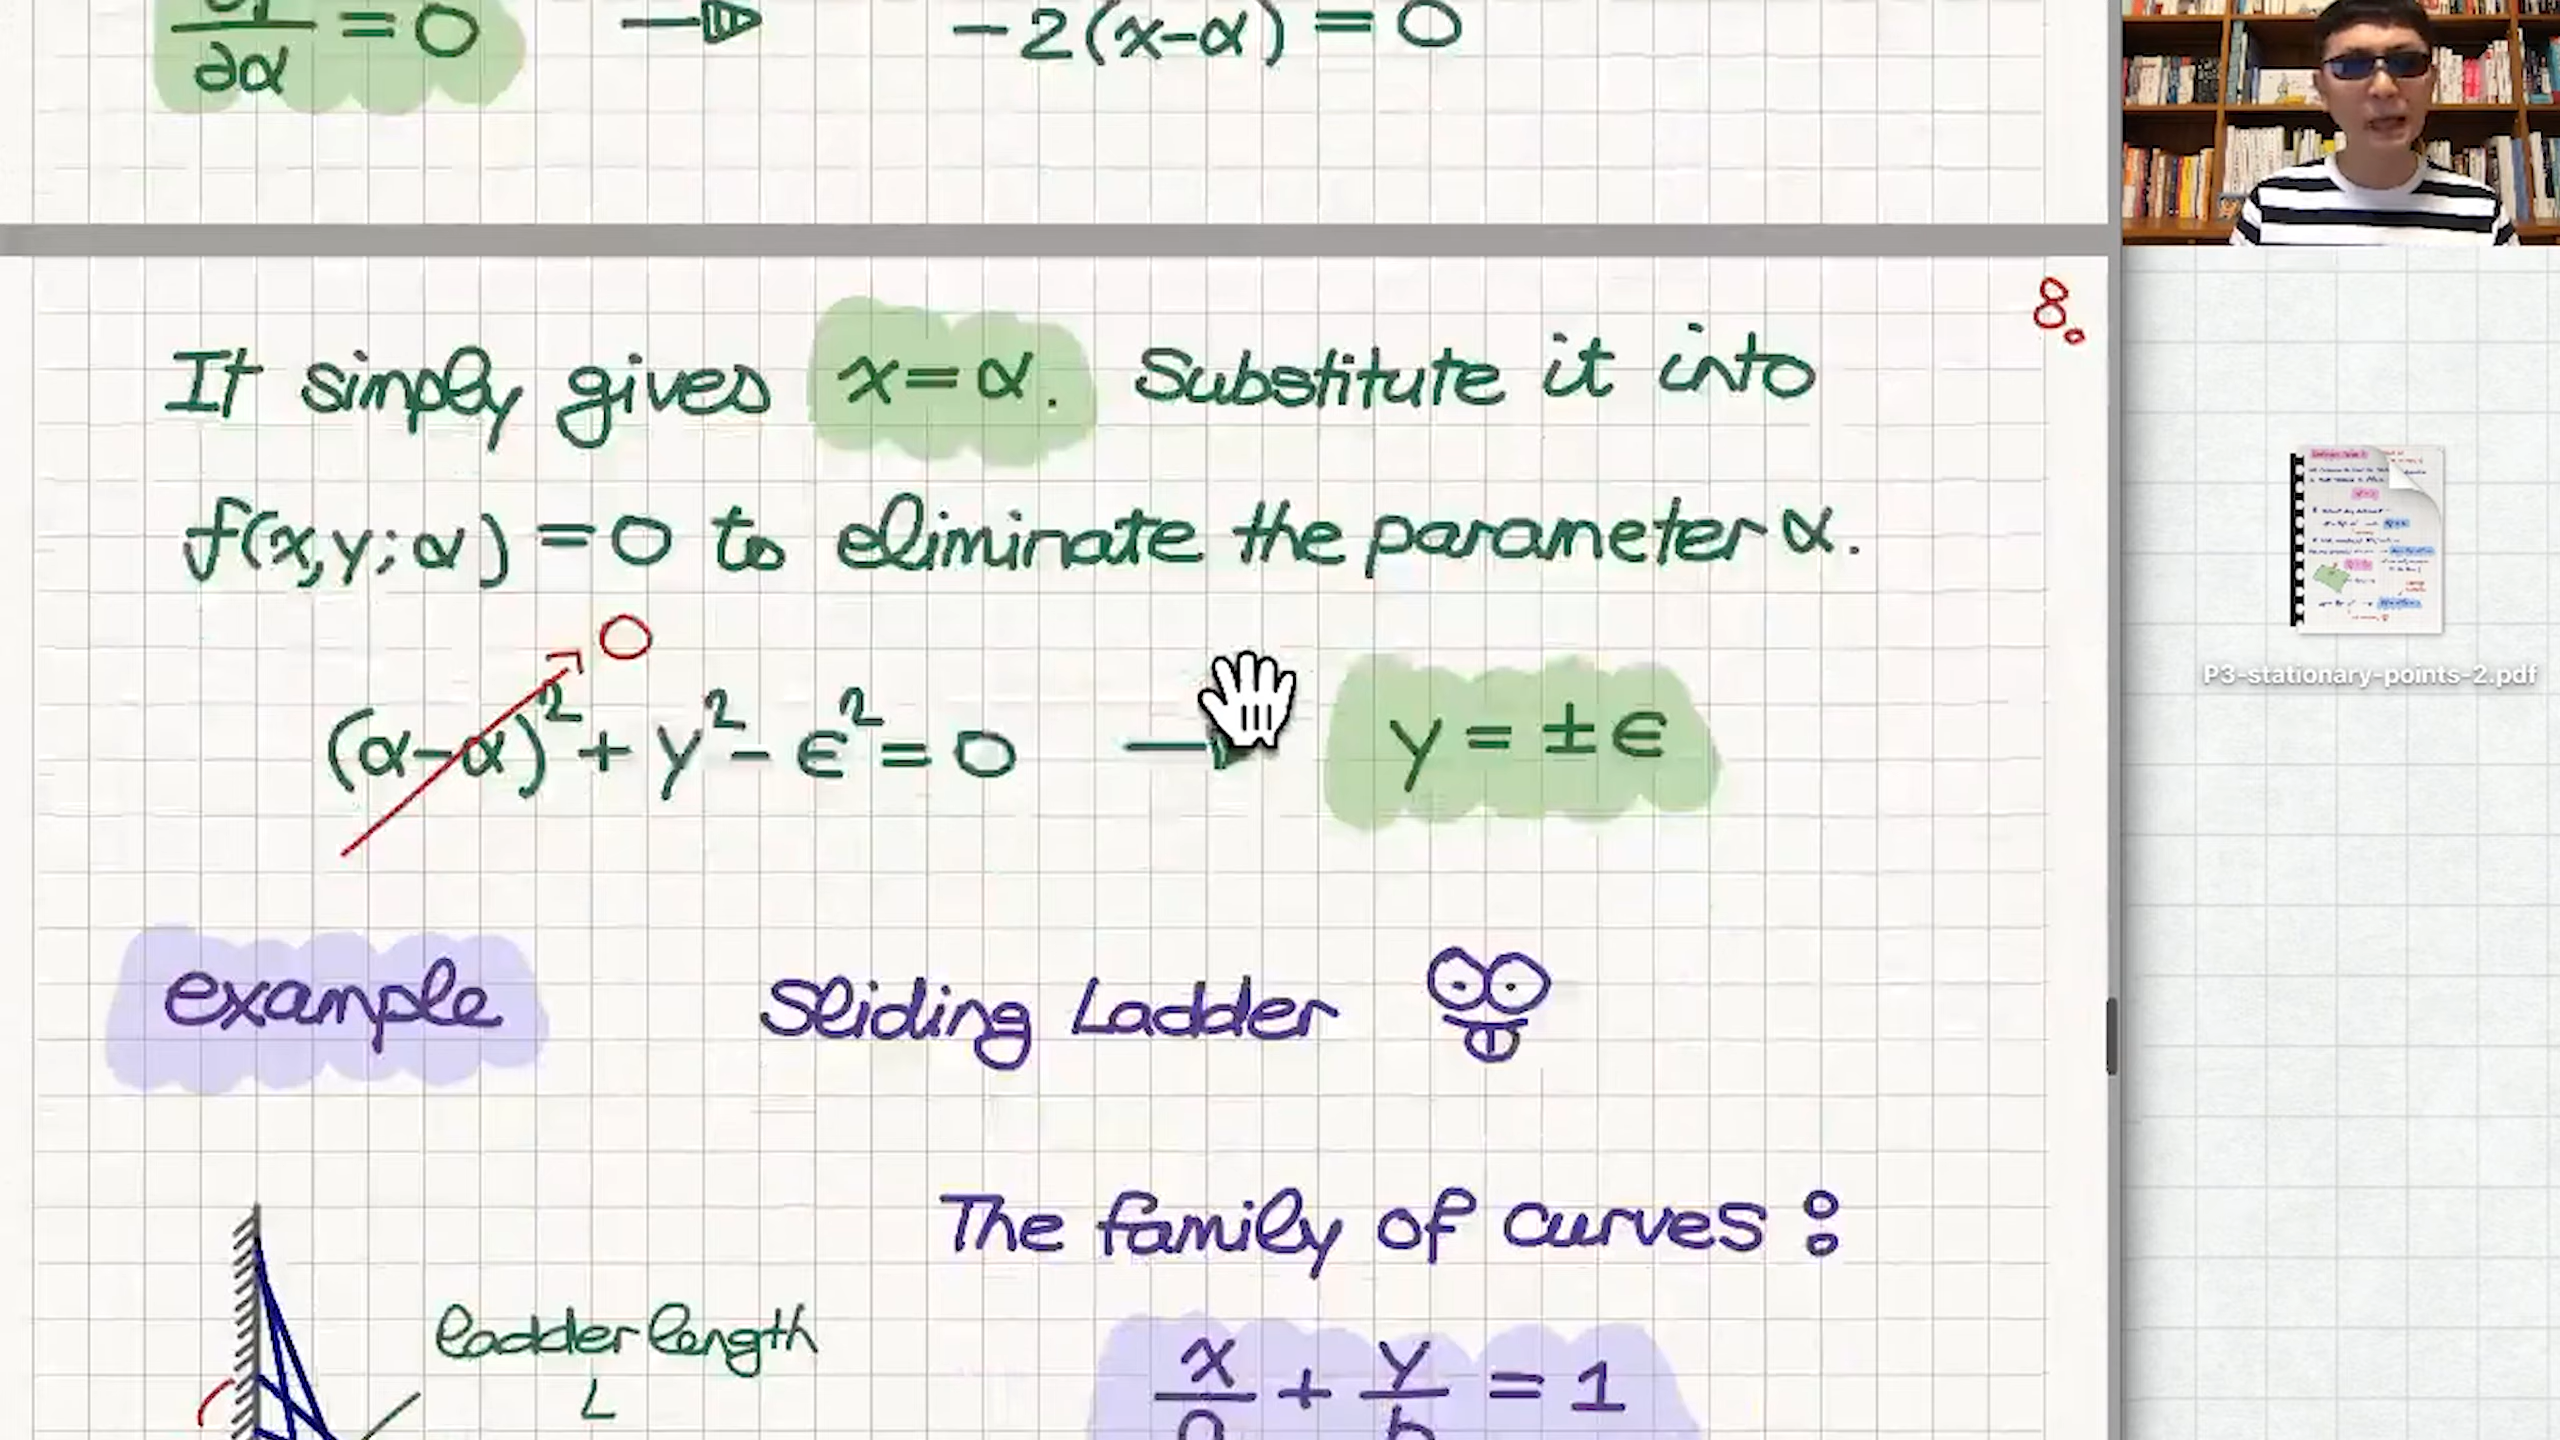 ∂f/∂α = 0 → -2(x-α) = 0
8.
It simply gives x=α. Substitute it into
f(x,y;α) = 0 to eliminate the parameter α.
0
(α-α)² + y² - ε² = 0 → y = ±ε
example Sliding Ladder
The family of curves:
ladder length
L
x/a + y/b = 1
P3-stationary-points-2.pdf